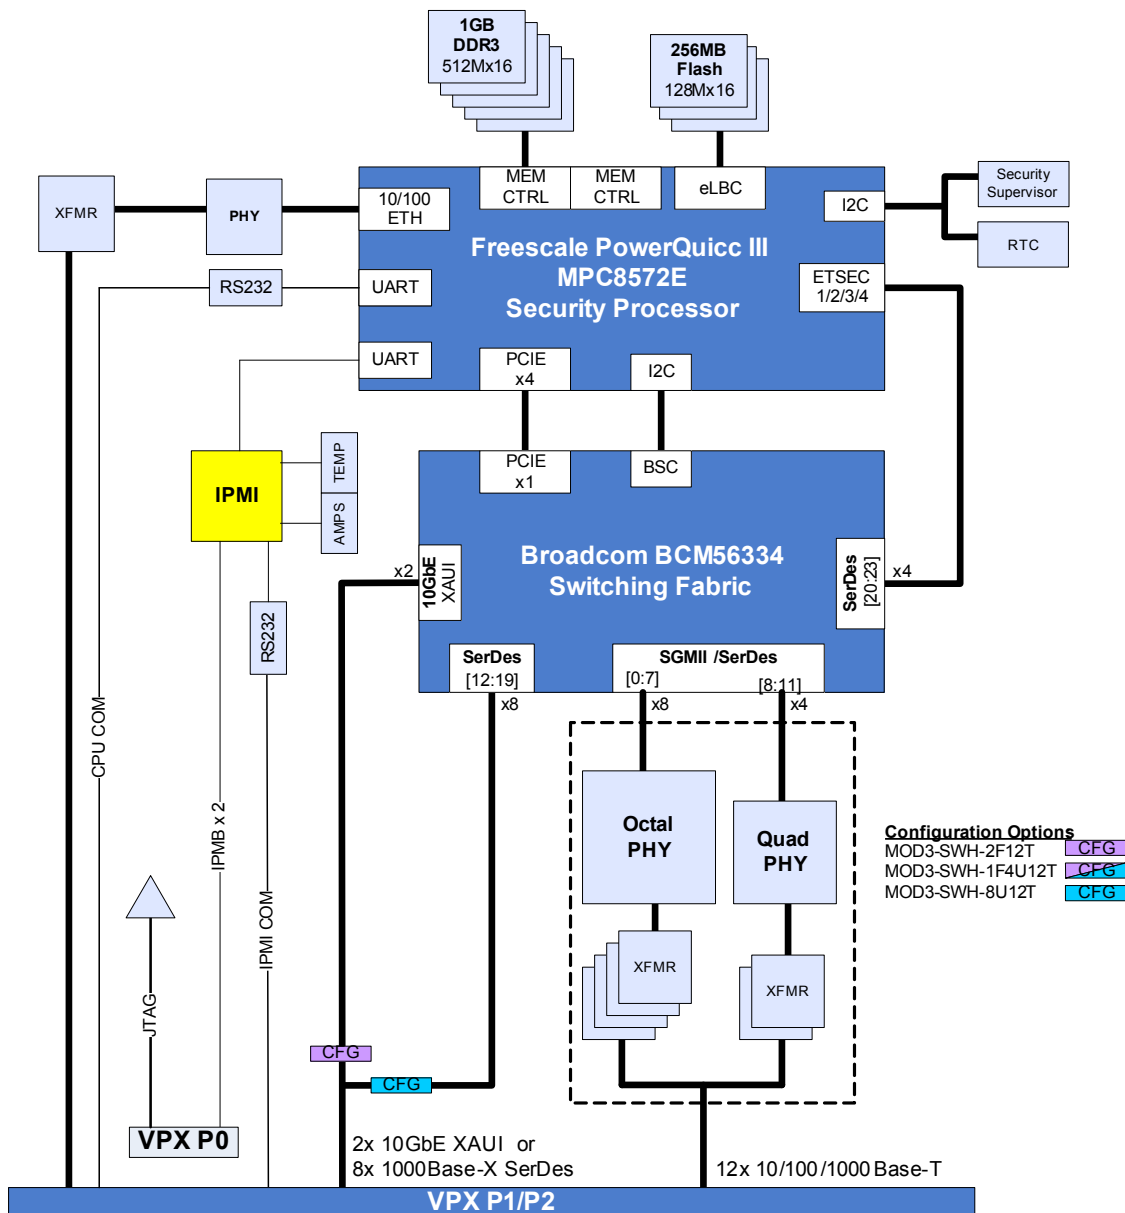 1GB
DDR3
512Mx16
256MB
Flash
128Mx16
XFMR
PHY
10/100
ETH
MEM
CTRL
MEM
CTRL
eLBC
I2C
Security
Supervisor
RTC
Freescale PowerQuicc III
MPC8572E
Security Processor
ETSEC
1/2/3/4
RS232
UART
UART
PCIE
x4
I2C
IPMI
TEMP
AMPS
PCIE
x1
BSC
Broadcom BCM56334
Switching Fabric
x2
10GbE
XAUI
SerDes
[20:23]
x4
RS232
SerDes
[12:19]
x8
SGMII /SerDes
[0:7]
[8:11]
x8
x4
CPU COM
IPMB x 2
IPMI COM
JTAG
Octal
PHY
Quad
PHY
XFMR
XFMR
Configuration Options
MOD3-SWH-2F12T CFG
MOD3-SWH-1F4U12T CFG
MOD3-SWH-8U12T CFG
CFG
CFG
VPX P0
2x 10GbE XAUI or
8x 1000Base-X SerDes
12x 10/100/1000 Base-T
VPX P1/P2